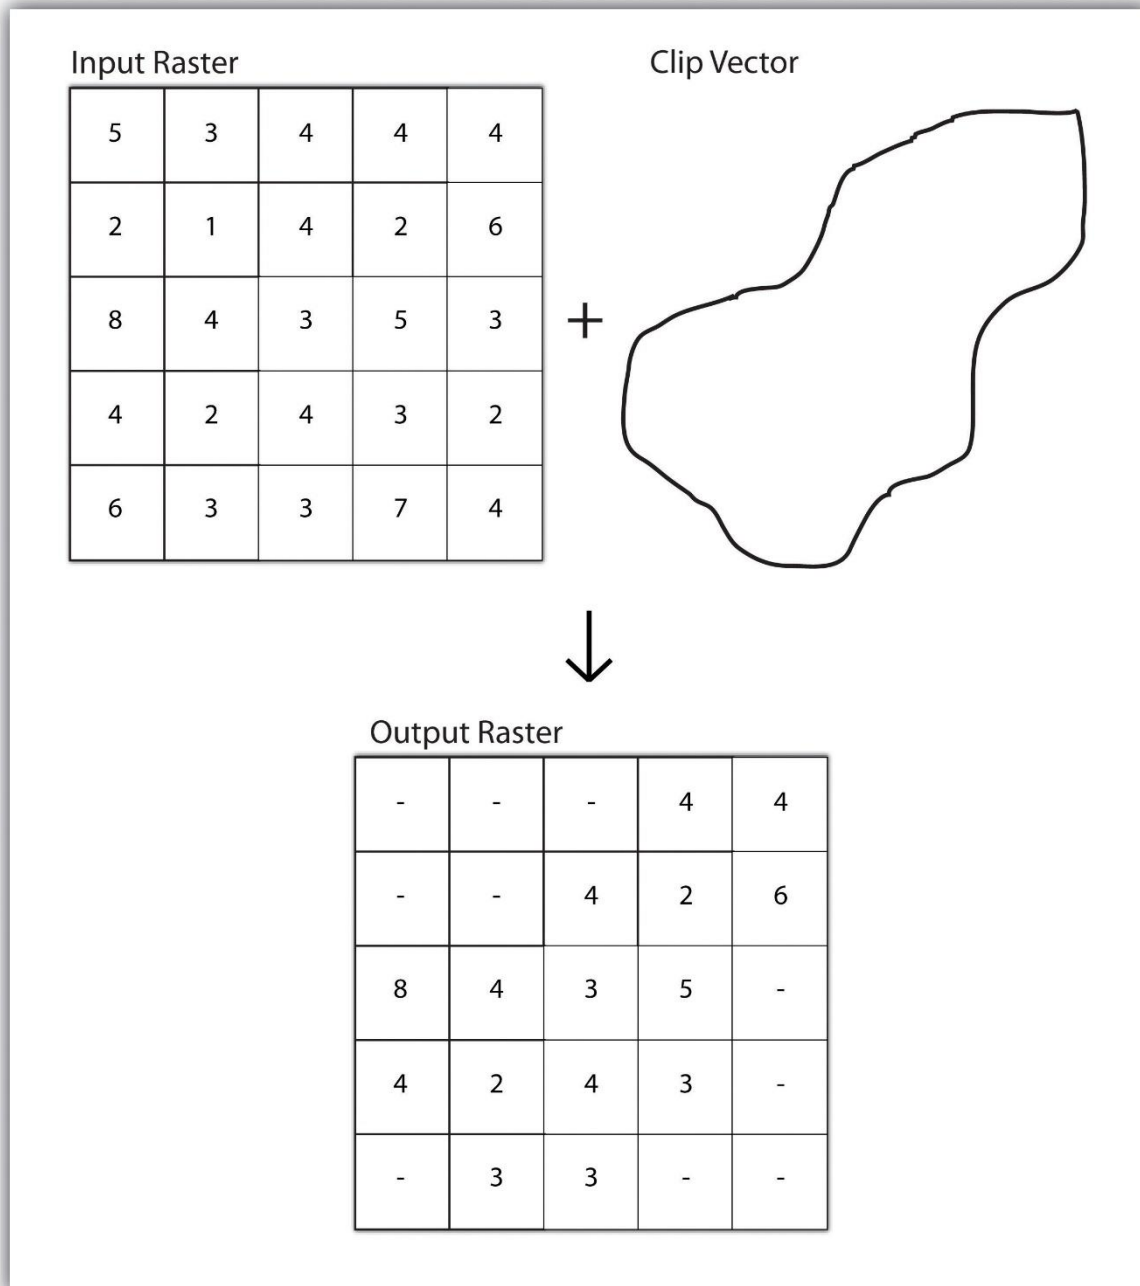 Input Raster
Clip Vector
5 3 4 4 4
2 1 4 2 6
8 4 3 5 3
+
4 2 4 3 2
6 3 3 7 4
Output Raster
- - - 4 4
- - 4 2 6
8 4 3 5 -
4 2 4 3 -
- 3 3 - -